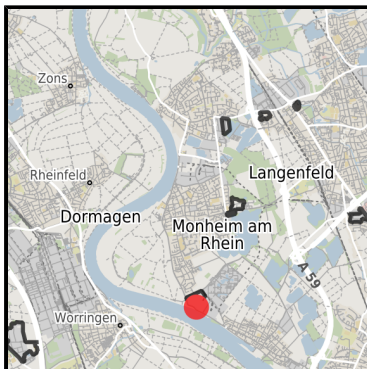 Zons
Langenfeld
Rheinfeld
Dormagen
Monheim am
Rhein
A 59
Worringen